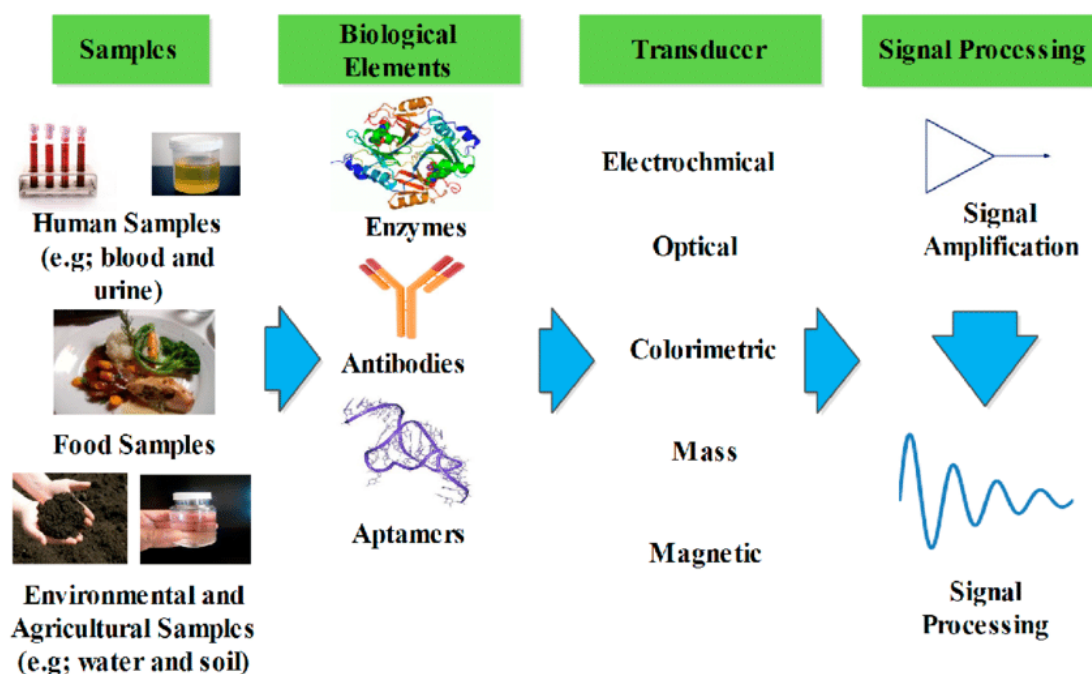 Samples
Biological
Elements
Transducer
Signal Processing
Human Samples
(e.g; blood and
urine)
Food Samples
Environmental and
Agricultural Samples
(e.g; water and soil)
Enzymes
Antibodies
Aptamers
Electrochmical
Optical
Colorimetric
Mass
Magnetic
Signal
Amplification
Signal
Processing